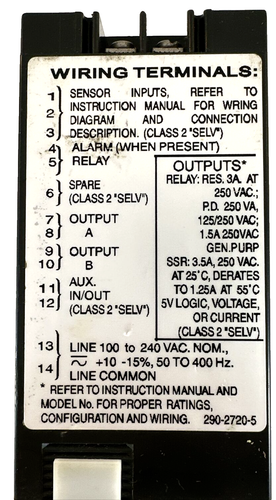 WIRING TERMINALS:
1 SENSOR INPUTS, REFER TO
2 INSTRUCTION MANUAL FOR WRING
DIAGRAM AND CONNECTION
3 DESCRIPTION. (CLASS 2 "SELV")
4 ALARM (WHEN PRESENT)
5 RELAY
6 SPARE
(CLASS 2 "SELV")
7 OUTPUT
8 A
9 OUTPUT
10 B
11 AUX.
12 IN/OUT
(CLASS 2 "SELV")
OUTPUTS*
RELAY: RES. 3A. AT
250 VAC.;
P.D. 250 VA,
125/250 VAC;
1.5A 250VAC
GEN.PURP
SSR: 3.5A, 250 VAC.
AT 25°C, DERATES
TO 1.25A AT 55°C
5V LOGIC, VOLTAGE,
OR CURRENT
(CLASS 2 "SELV")
13 LINE 100 to 240 VAC. NOM.,
+10 -15%, 50 TO 400 Hz.
14 LINE COMMON
* REFER TO INSTRUCTION MANUAL AND
MODEL No. FOR PROPER RATINGS,
CONFIGURATION AND WIRING. 290-2720-5